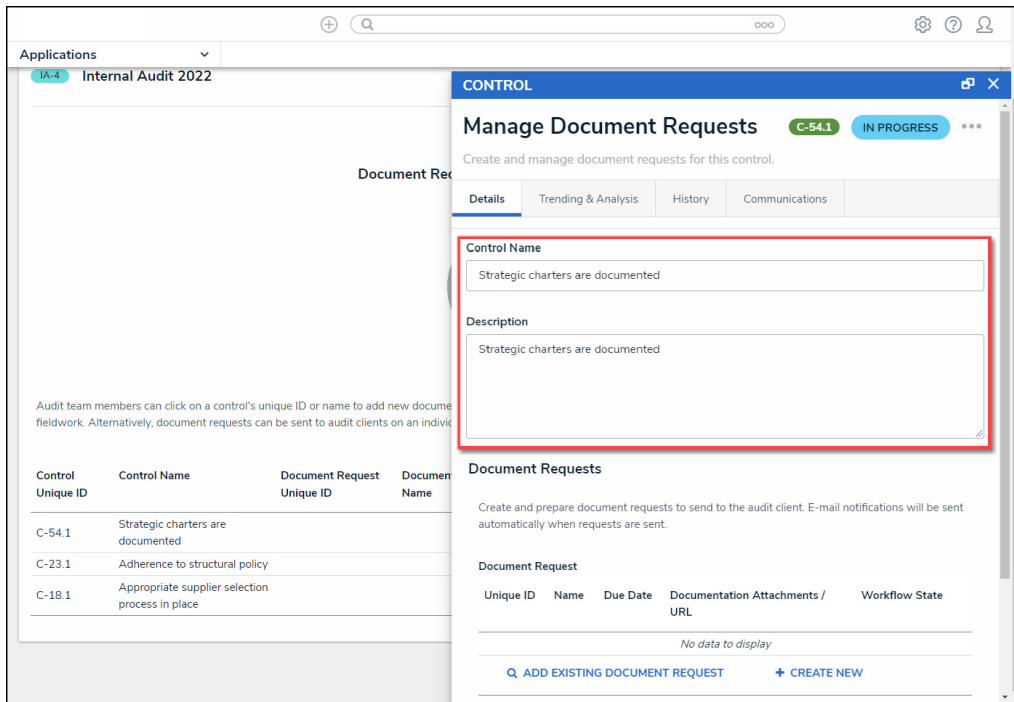 Applications
IA-4 Internal Audit 2022
Document Rec
Audit team members can click on a control's unique ID or name to add new docume
fieldwork. Alternatively, document requests can be sent to audit clients on an individ
Control Unique ID
Control Name
Document Request Unique ID
Document Name
C-54.1 Strategic charters are documented
C-23.1 Adherence to structural policy
C-18.1 Appropriate supplier selection process in place
CONTROL
Manage Document Requests C-54.1 IN PROGRESS
Create and manage document requests for this control.
Details Trending & Analysis History Communications
Control Name
Strategic charters are documented
Description
Strategic charters are documented
Document Requests
Create and prepare document requests to send to the audit client. E-mail notifications will be sent
automatically when requests are sent.
Document Request
Unique ID Name Due Date Documentation Attachments / URL Workflow State
No data to display
ADD EXISTING DOCUMENT REQUEST + CREATE NEW